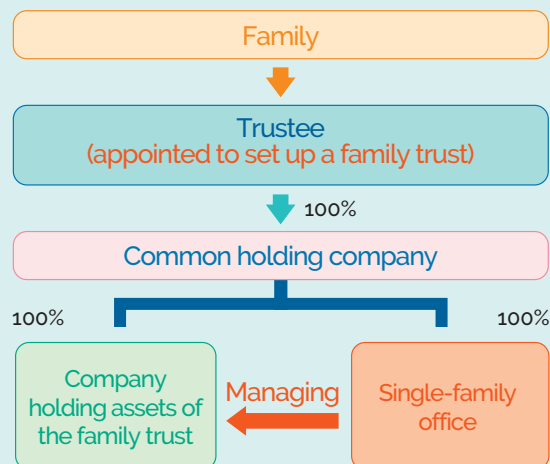 Family
Trustee
(appointed to set up a family trust)
100%
Common holding company
100%
100%
Company
holding assets of
the family trust
Managing
Single-family
office